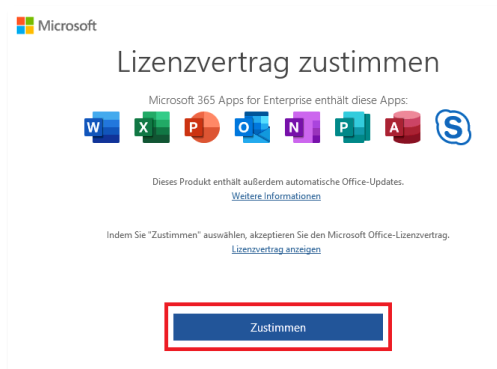 Microsoft
Lizenzvertrag zustimmen
Microsoft 365 Apps for Enterprise enthält diese Apps:
W X P O N P A S
Dieses Produkt enthält außerdem automatische Office-Updates.
Weitere Informationen
Indem Sie "Zustimmen" auswählen, akzeptieren Sie den Microsoft Office-Lizenzvertrag.
Lizenzvertrag anzeigen
Zustimmen